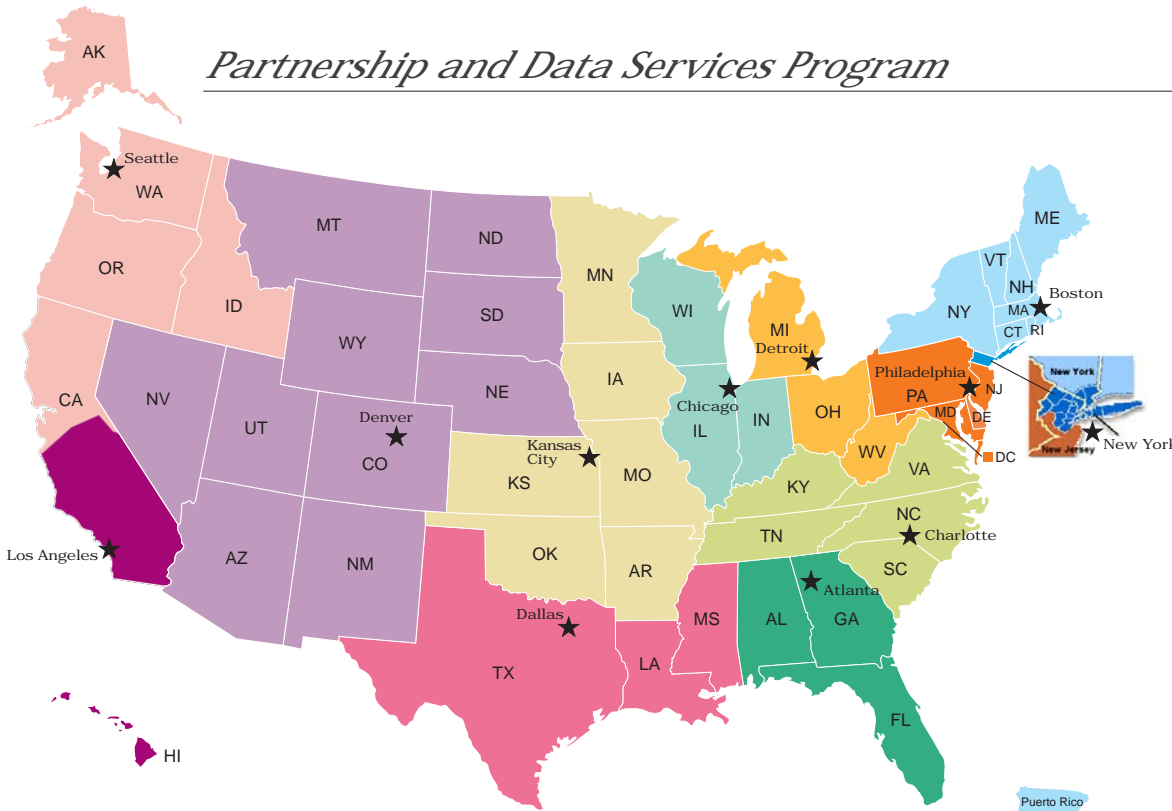 AK
Partnership and Data Services Program
Seattle
WA
MT
ND
MN
ME
VT
NH
OR
ID
SD
WI
NY
MA
Boston
CT
RI
MI
Detroit
WY
IA
NE
CA
NV
UT
Denver
CO
Chicago
IL
IN
OH
Philadelphia
PA
NJ
MD
DE
DC
New York
New Jersey
New York
Kansas
City
KS
MO
WV
VA
KY
NC
Charlotte
TN
SC
Los Angeles
AZ
NM
OK
AR
Atlanta
Dallas
MS
AL
GA
TX
LA
FL
HI
Puerto Rico